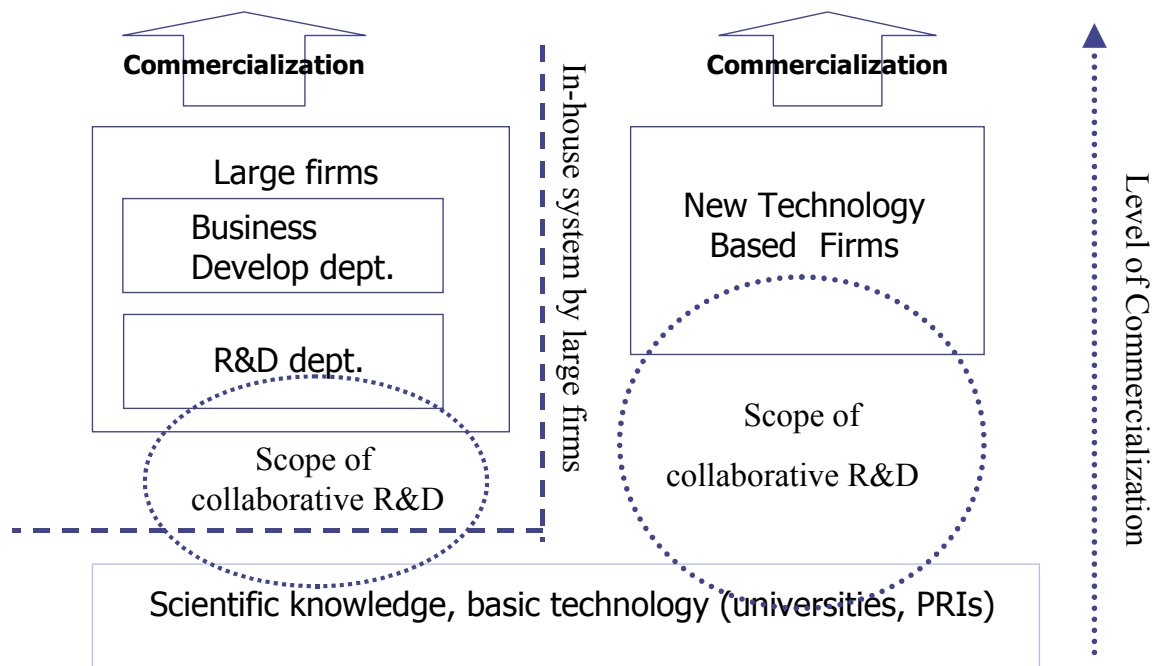 Commercialization
Large firms
Business
Develop dept.
R&D dept.
Scope of
collaborative R&D
In-house system by large firms
Commercialization
New Technology
Based Firms
Scope of
collaborative R&D
Level of Commercialization
Scientific knowledge, basic technology (universities, PRIs)